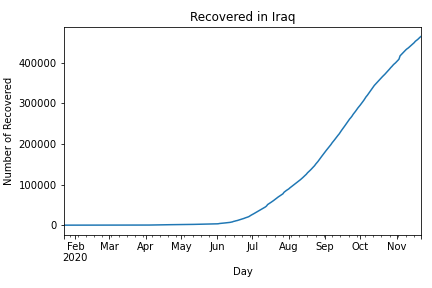 Recovered in Iraq
Number of Recovered
400000
300000
200000
100000
0
Feb Mar Apr May Jun Jul Aug Sep Oct Nov
2020
Day